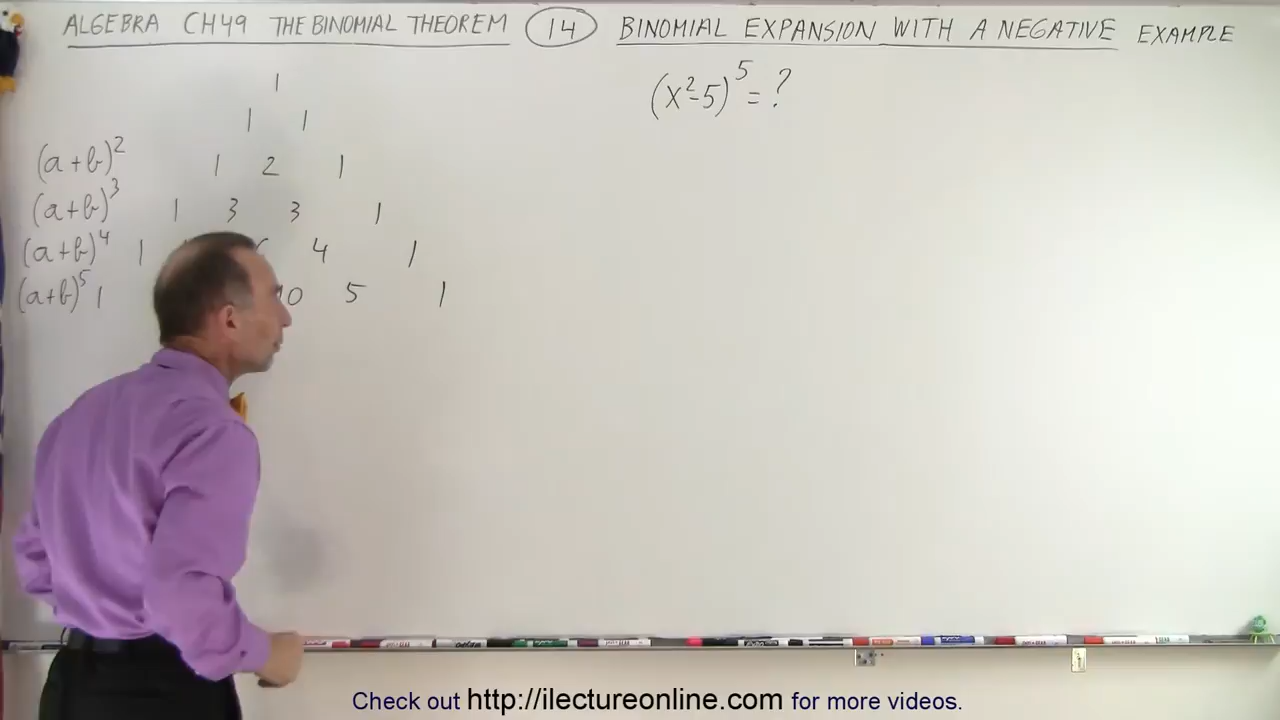 ALGEBRA CH49 THE BINOMIAL THEOREM 14 BINOMIAL EXPANSION WITH A NEGATIVE EXAMPLE
(x²-5)⁵ = ?
1
1 1
(a+b)² 1 2 1
(a+b)³ 1 3 3 1
(a+b)⁴ 1 4 1
(a+b)⁵ 1 10 5 1
Check out http://ilectureonline.com for more videos.